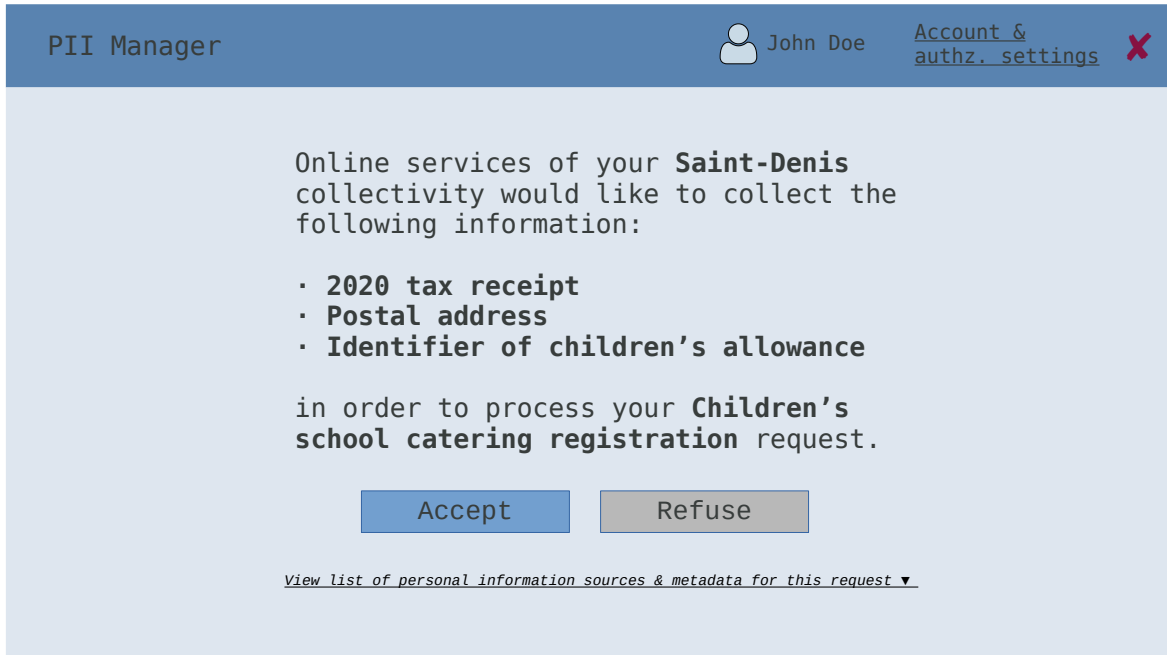 PII Manager
John Doe
Account &
authz. settings
✘
Online services of your Saint-Denis
collectivity would like to collect the
following information:
· 2020 tax receipt
· Postal address
· Identifier of children’s allowance
in order to process your Children’s
school catering registration request.
Accept
Refuse
View list of personal information sources & metadata for this request ▼